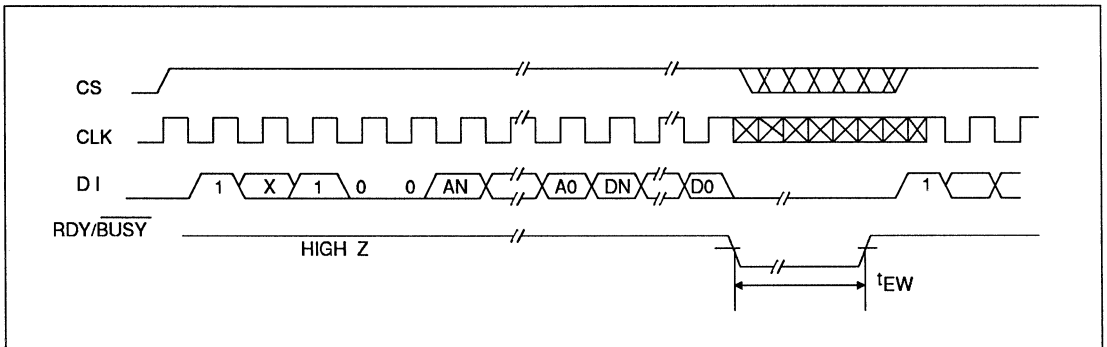 CS
CLK
DI 1 X 1 0 0 AN A0 DN D0 1
RDY/BUSY
HIGH Z
tEW